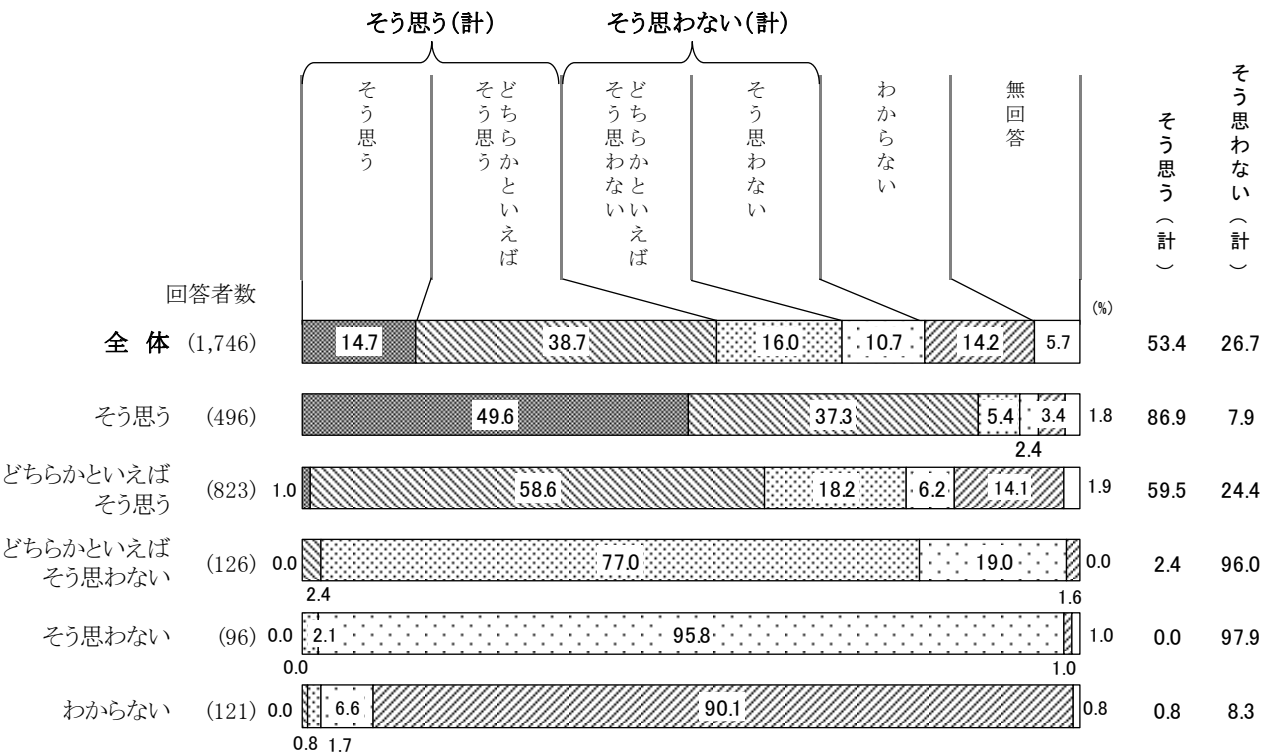 そう思う(計)
そう思わない(計)
そう思う
どちらかといえば
そう思う
どちらかといえば
そう思わない
そう思わない
わからない
無回答
そう思う(計)
そう思わない(計)
回答者数
(%)
全 体 (1,746) 14.7 38.7 16.0 10.7 14.2 5.7 53.4 26.7
そう思う (496) 49.6 37.3 5.4 3.4 1.8 86.9 7.9
2.4
どちらかといえば
そう思う (823) 1.0 58.6 18.2 6.2 14.1 1.9 59.5 24.4
どちらかといえば
そう思わない (126) 0.0 77.0 19.0 0.0 2.4 96.0
2.4 1.6
そう思わない (96) 0.0 2.1 95.8 1.0 0.0 97.9
0.0 1.0
わからない (121) 0.0 6.6 90.1 0.8 0.8 8.3
0.8 1.7